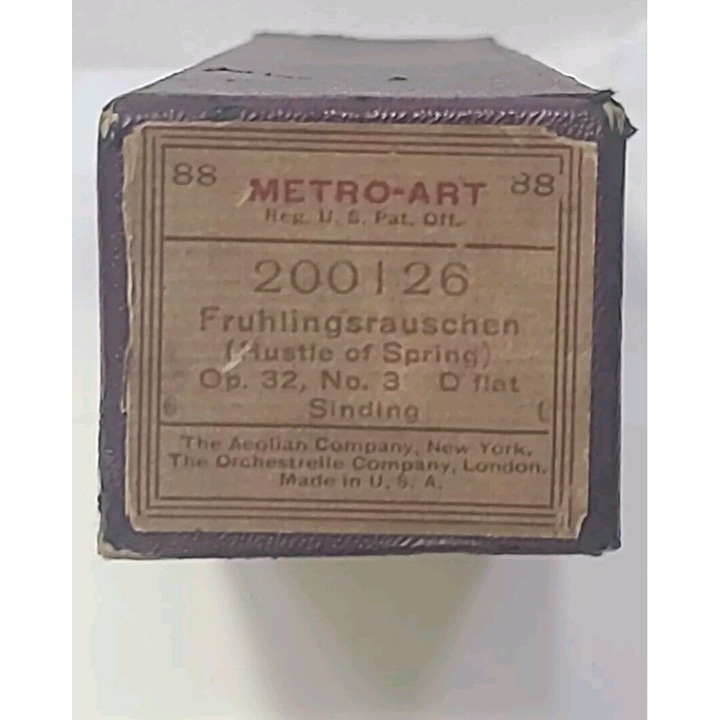 88 METRO-ART 88
Reg. U. S. Pat. Off.
200126
Fruhlingsrauschen
(Rustle of Spring)
Op. 32, No. 3 D flat
Sinding
The Aeolian Company, New York.
The Orchestrelle Company, London.
Made in U. S. A.